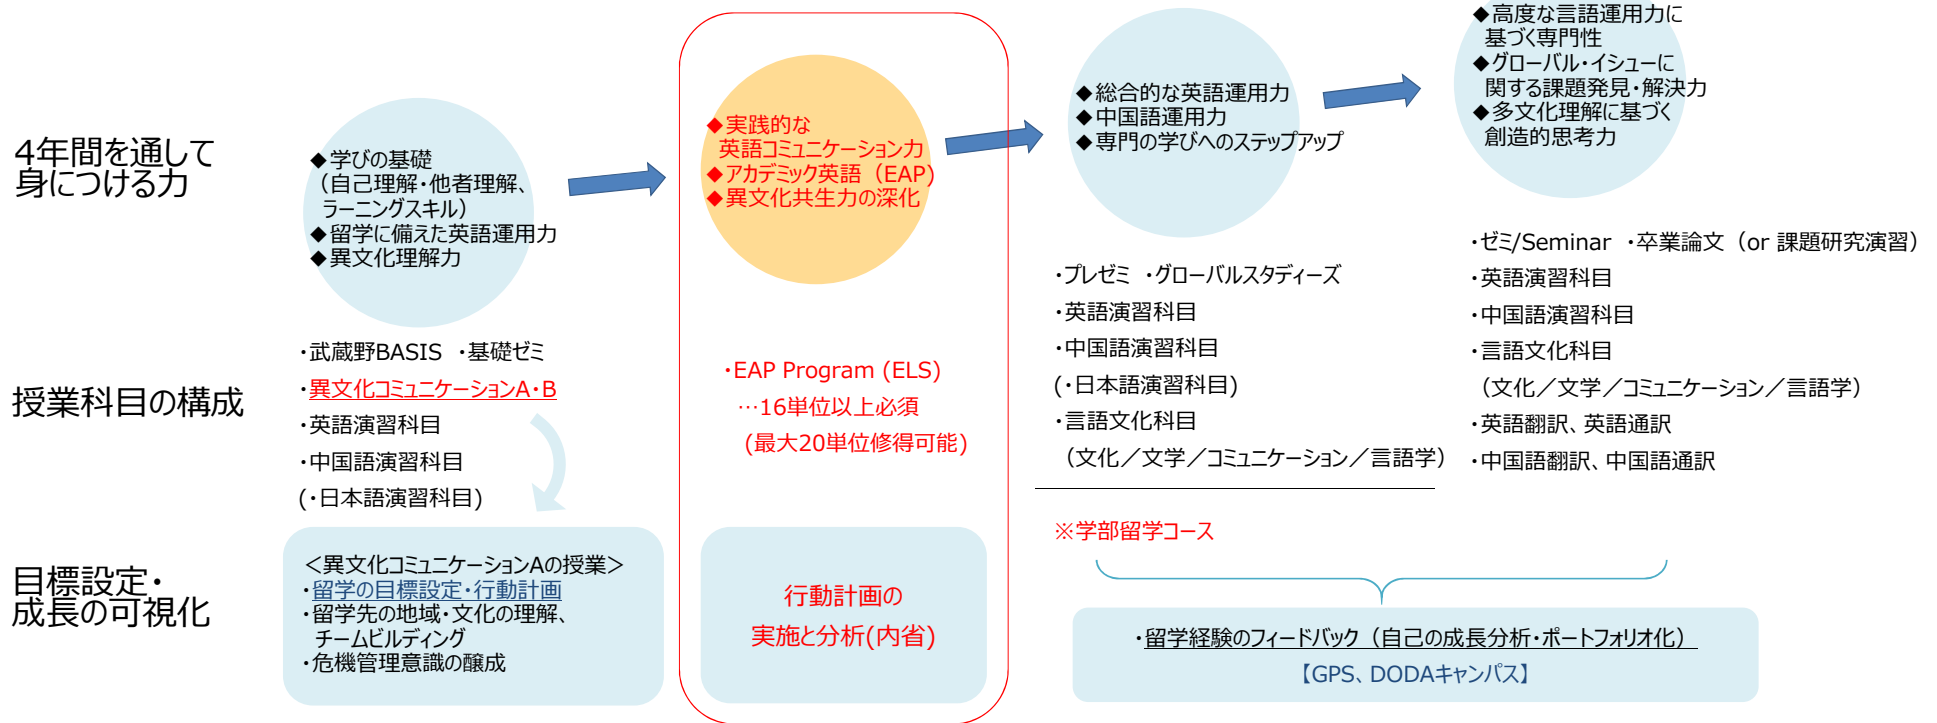 4年間を通して
身につける力
◆学びの基礎
（自己理解・他者理解、
ラーニングスキル）
◆留学に備えた英語運用力
◆異文化理解力
◆実践的な
英語コミュニケーション力
◆アカデミック英語（EAP）
◆異文化共生力の深化
◆総合的な英語運用力
◆中国語運用力
◆専門の学びへのステップアップ
◆高度な言語運用力に
基づく専門性
◆グローバル・イシューに
関する課題発見・解決力
◆多文化理解に基づく
創造的思考力
授業科目の構成
・武蔵野BASIS ・基礎ゼミ
・異文化コミュニケーションA・B
・英語演習科目
・中国語演習科目
(・日本語演習科目)
・EAP Program (ELS)
…16単位以上必須
(最大20単位修得可能)
・プレゼミ ・グローバルスタディーズ
・英語演習科目
・中国語演習科目
(・日本語演習科目)
・言語文化科目
（文化／文学／コミュニケーション／言語学）
※学部留学コース
・ゼミ/Seminar ・卒業論文（or 課題研究演習）
・英語演習科目
・中国語演習科目
・言語文化科目
（文化／文学／コミュニケーション／言語学）
・英語翻訳、英語通訳
・中国語翻訳、中国語通訳
目標設定・
成長の可視化
＜異文化コミュニケーションAの授業＞
・留学の目標設定・行動計画
・留学先の地域・文化の理解、
チームビルディング
・危機管理意識の醸成
行動計画の
実施と分析(内省)
・留学経験のフィードバック（自己の成長分析・ポートフォリオ化）
【GPS、DODAキャンパス】